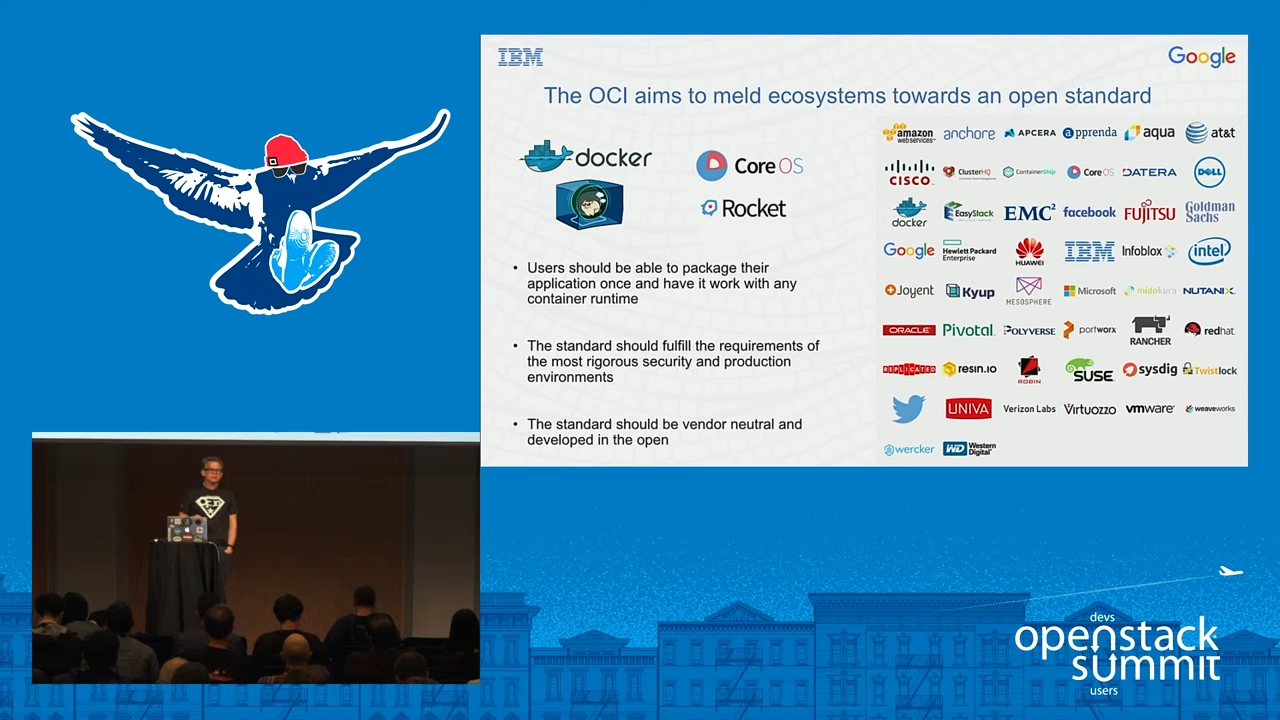 IBM
Google
The OCI aims to meld ecosystems towards an open standard
docker
CoreOS
Rocket
• Users should be able to package their
application once and have it work with any
container runtime
• The standard should fulfill the requirements of
the most rigorous security and production
environments
• The standard should be vendor neutral and
developed in the open
amazon webservices anchore APCERA apprenda aqua at&t
CISCO ClusterHQ ContainerShip CoreOS DATERA DELL
docker EasyStack EMC² facebook FUJITSU Goldman Sachs
Google Hewlett Packard Enterprise HUAWEI IBM Infoblox intel
Joyent Kyup MESOSPHERE Microsoft midokura NUTANIX
ORACLE Pivotal POLYVERSE portworx RANCHER redhat
REPLICATED resin.io ROBIN SUSE sysdig Twistlock
UNIVA Verizon Labs Virtuozzo vmware weaveworks
wercker WD Western Digital
devs
openstack
summit
users